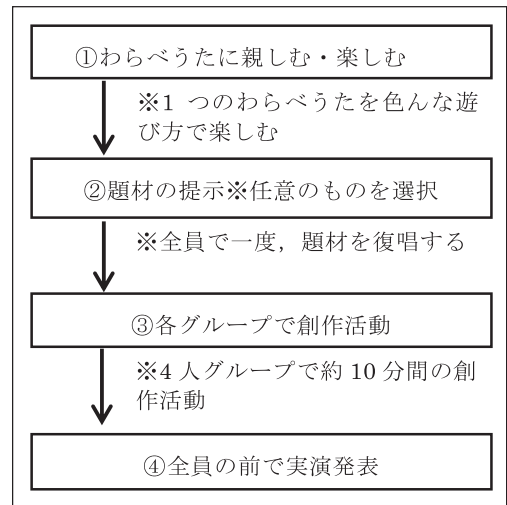 ①わらべうたに親しむ・楽しむ
※1 つのわらべうたを色んな遊
び方で楽しむ
②題材の提示※任意のものを選択
※全員で一度，題材を復唱する
③各グループで創作活動
※4 人グループで約 10 分間の創
作活動
④全員の前で実演発表